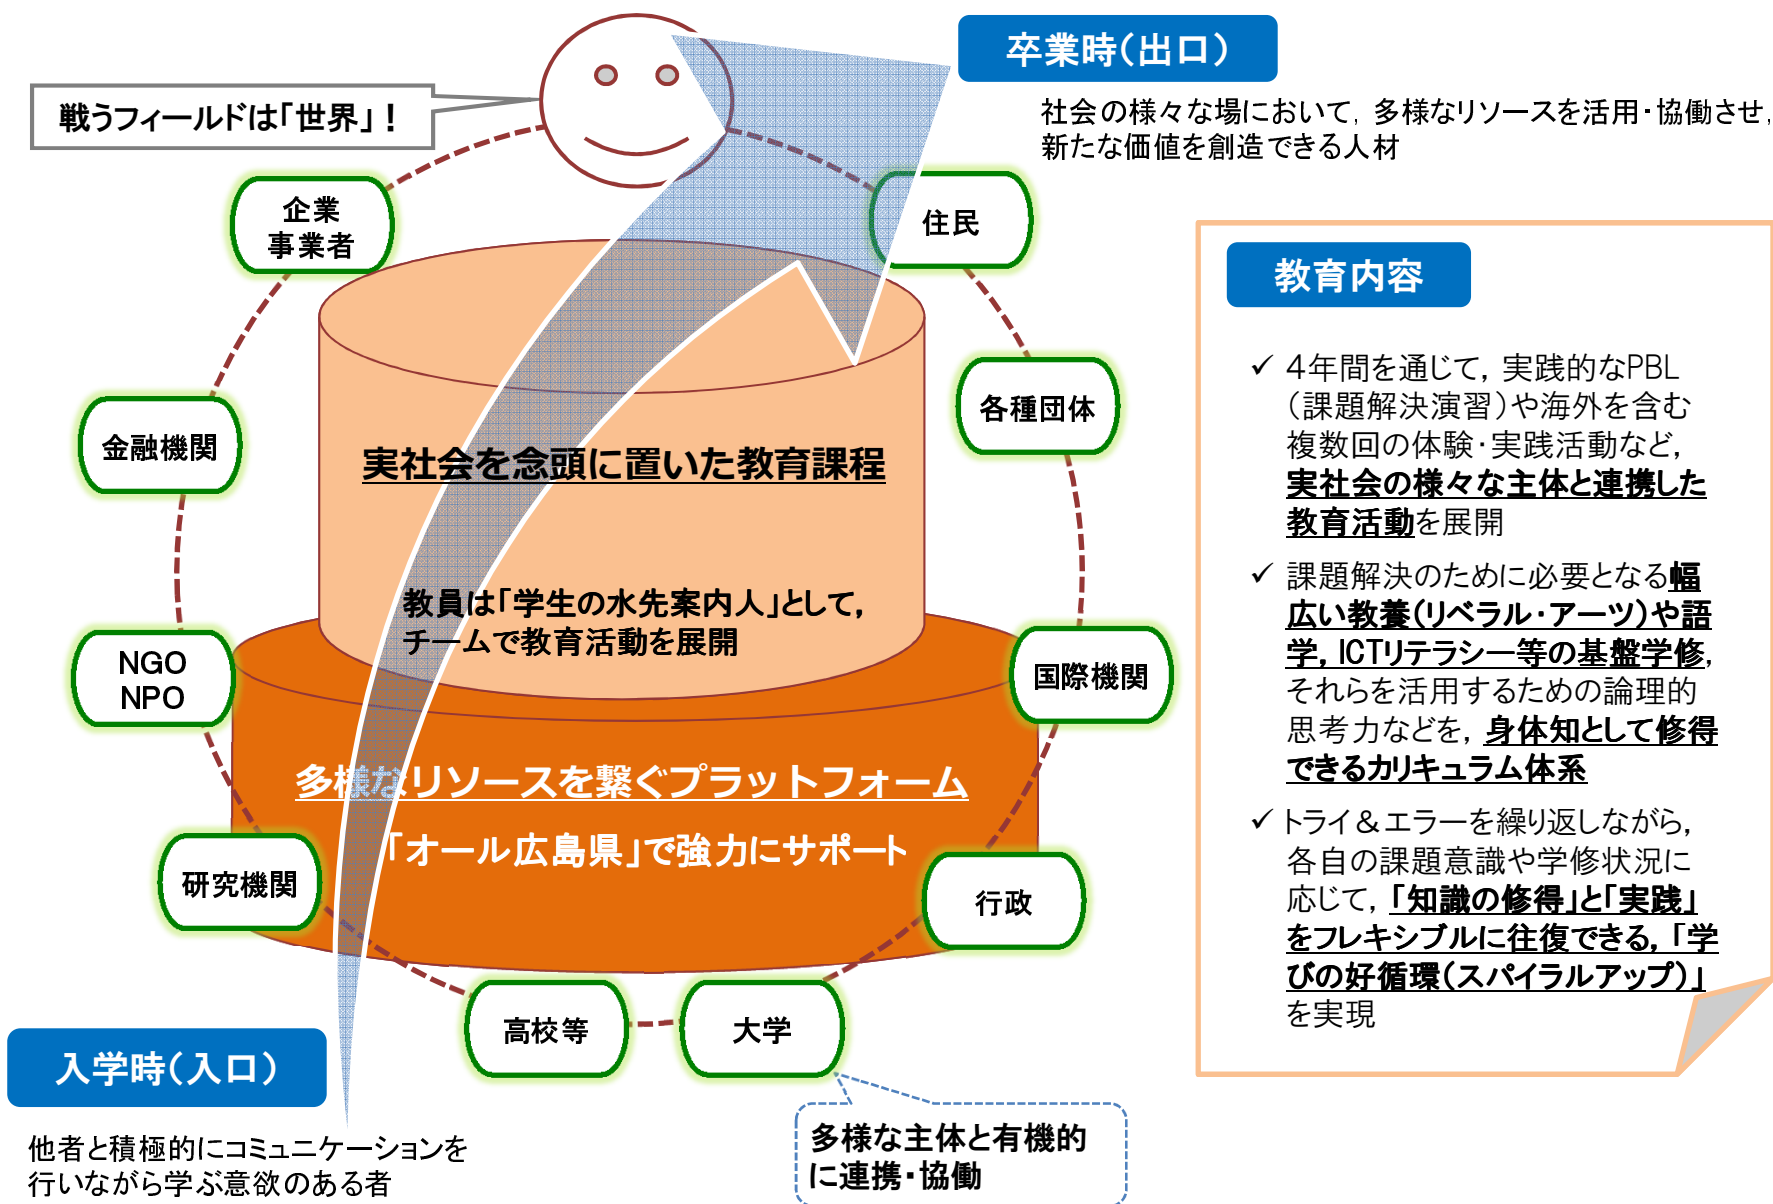 卒業時(出口)
社会の様々な場において, 多様なリソースを活用・協働させ,
新たな価値を創造できる人材
戦うフィールドは「世界」!
企業
事業者
住民
金融機関
各種団体
実社会を念頭に置いた教育課程
教員は「学生の水先案内人」として,
チームで教育活動を展開
NGO
NPO
国際機関
多様なリソースを繋ぐプラットフォーム
「オール広島県」で強力にサポート
研究機関
行政
高校等
大学
多様な主体と有機的
に連携・協働
入学時(入口)
他者と積極的にコミュニケーションを
行いながら学ぶ意欲のある者
教育内容
✓ 4年間を通じて, 実践的なPBL
(課題解決演習)や海外を含む
複数回の体験・実践活動など,
実社会の様々な主体と連携した
教育活動を展開
✓ 課題解決のために必要となる幅
広い教養(リベラル・アーツ)や語
学, ICTリテラシー等の基盤学修,
それらを活用するための論理的
思考力などを, 身体知として修得
できるカリキュラム体系
✓ トライ&エラーを繰り返しながら,
各自の課題意識や学修状況に
応じて, 「知識の修得」と「実践」
をフレキシブルに往復できる, 「学
びの好循環(スパイラルアップ)」
を実現